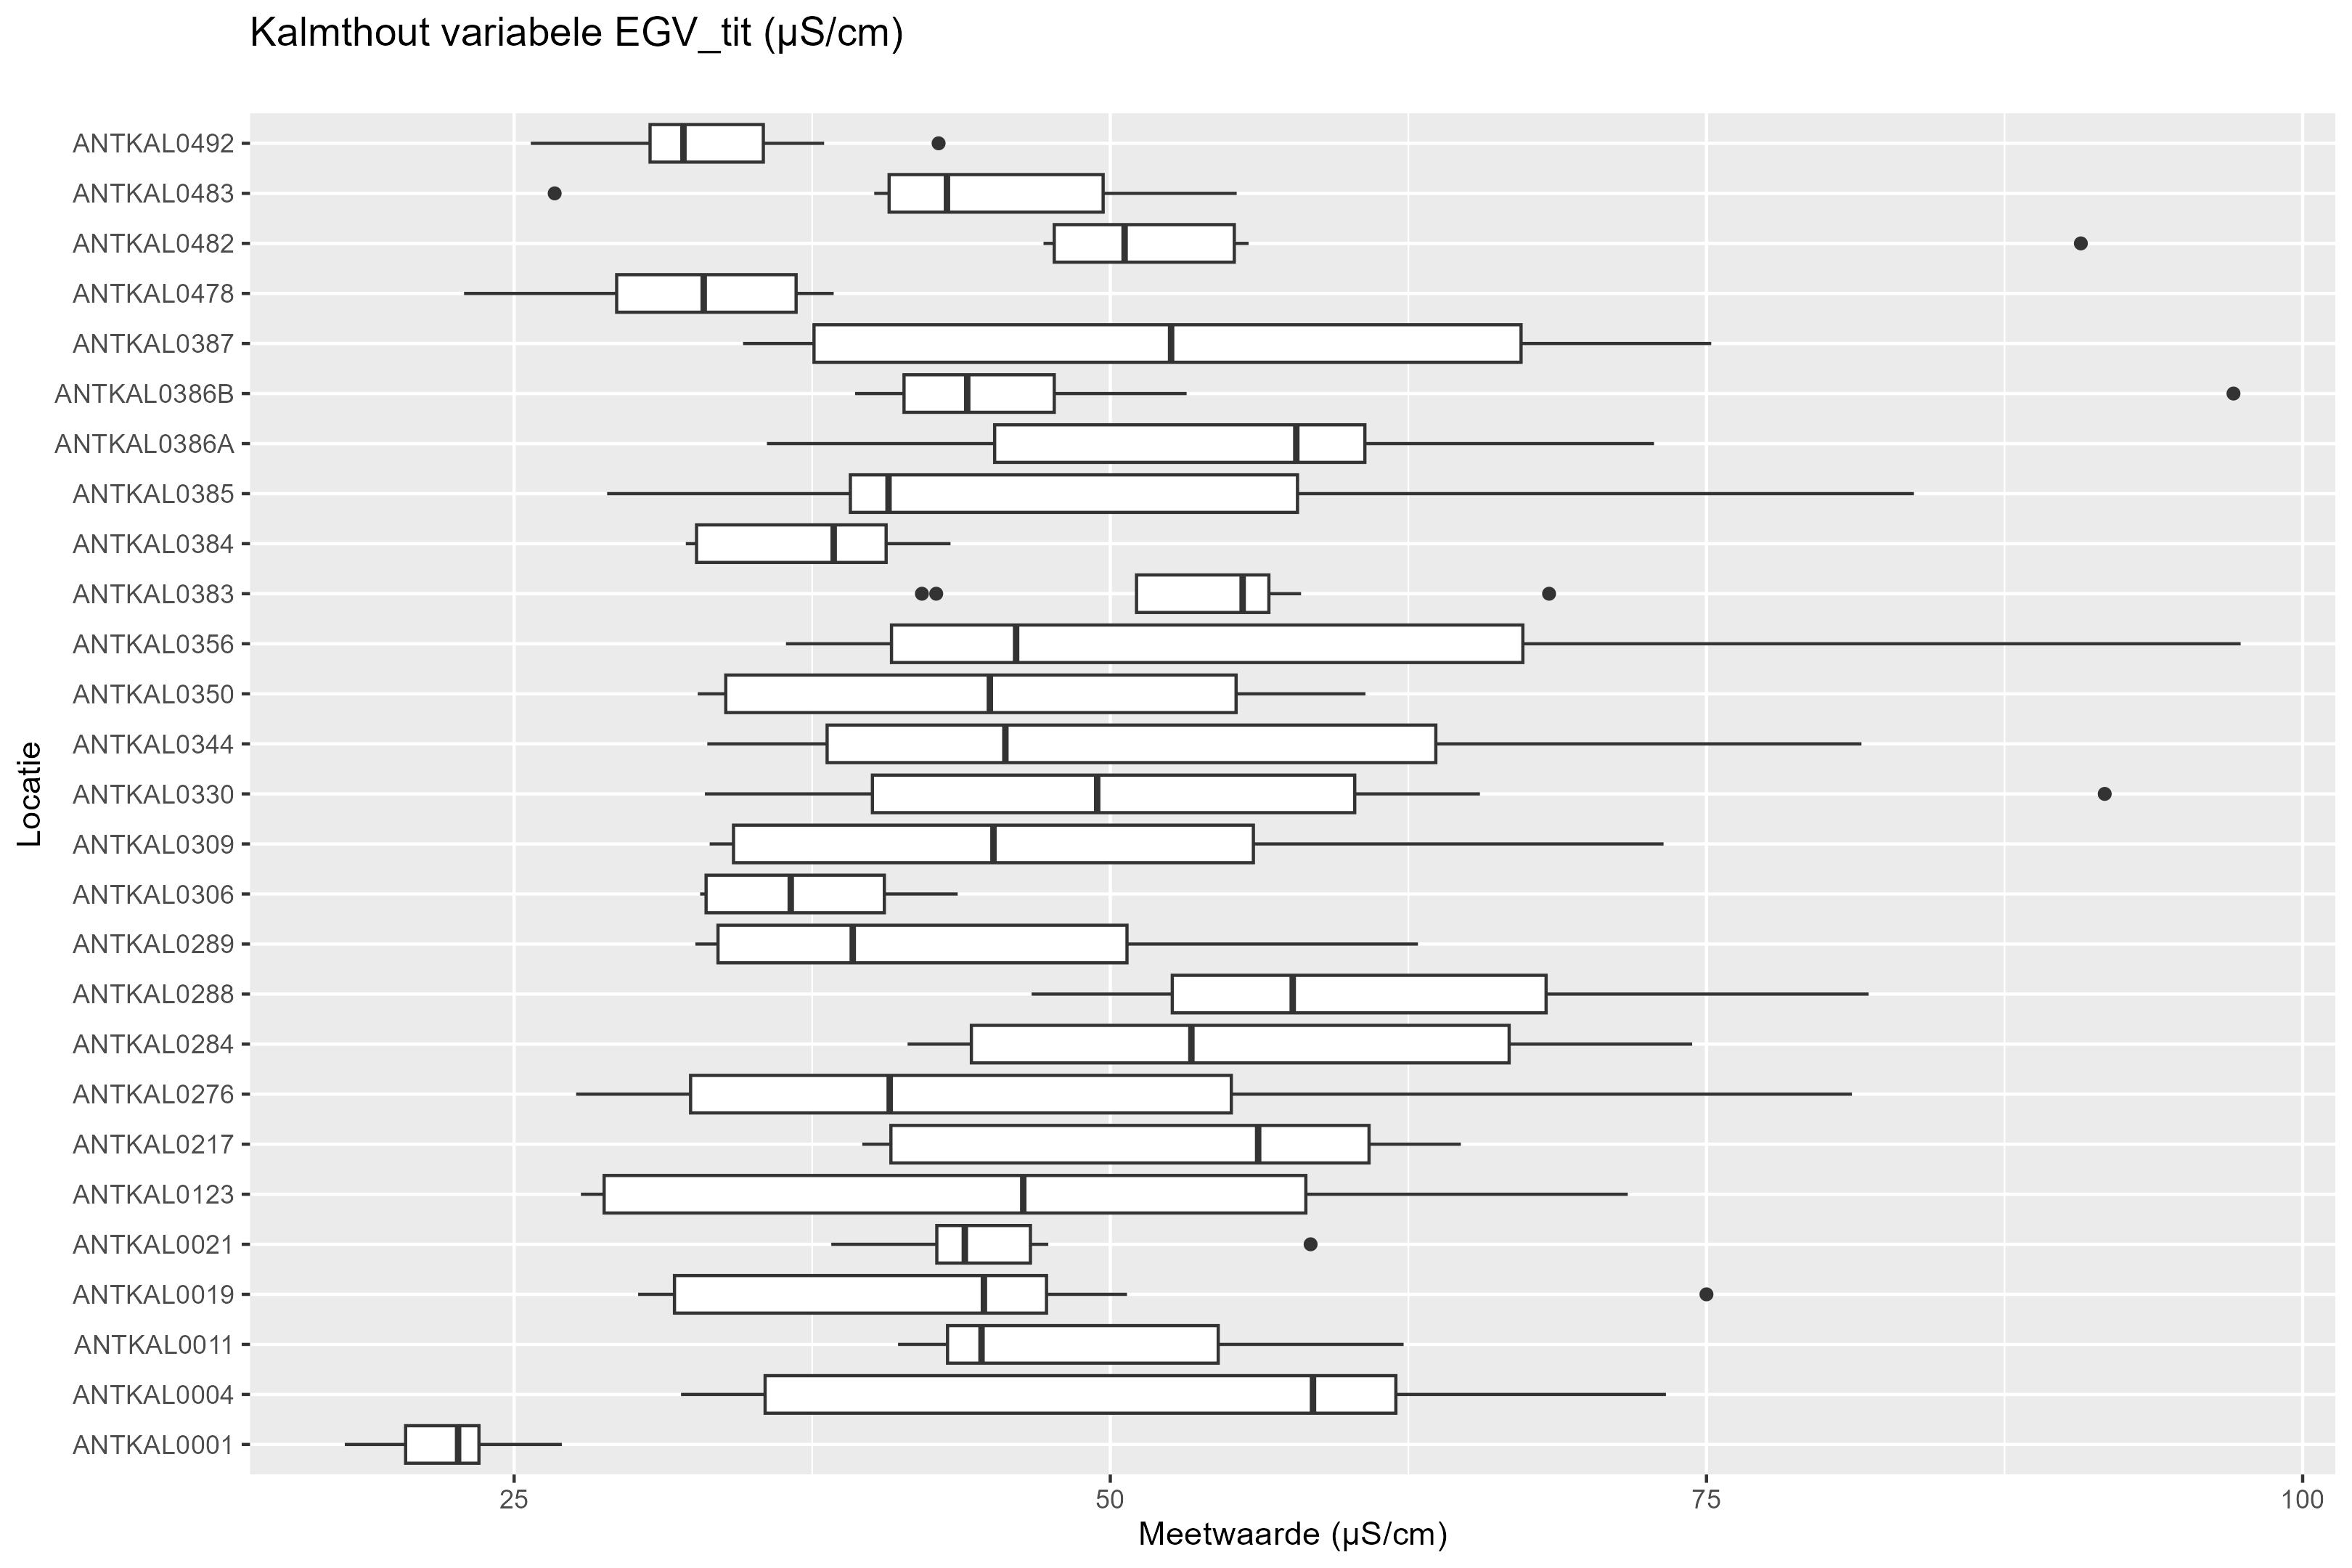 Kalmthout variabele EGV_tit (µS/cm)
Locatie
ANTKAL0492
ANTKAL0483
ANTKAL0482
ANTKAL0478
ANTKAL0387
ANTKAL0386B
ANTKAL0386A
ANTKAL0385
ANTKAL0384
ANTKAL0383
ANTKAL0356
ANTKAL0350
ANTKAL0344
ANTKAL0330
ANTKAL0309
ANTKAL0306
ANTKAL0289
ANTKAL0288
ANTKAL0284
ANTKAL0276
ANTKAL0217
ANTKAL0123
ANTKAL0021
ANTKAL0019
ANTKAL0011
ANTKAL0004
ANTKAL0001
25 50 75 100
Meetwaarde (µS/cm)